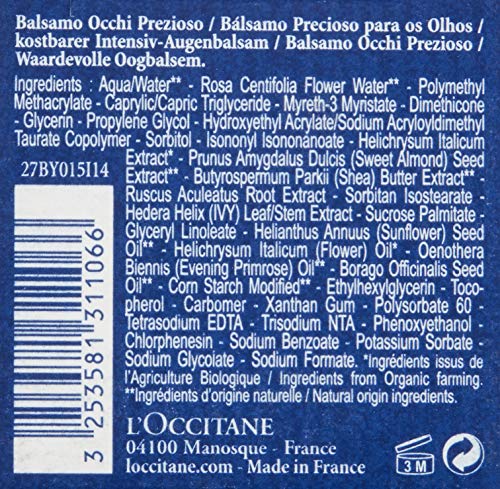 Balsamo Occhi Prezioso / Bálsamo Precioso para os Olhos /
kostbarer Intensiv-Augenbalsam / Balsamo Occhi Prezioso /
Waardevolle Oogbalsem.
Ingredients : Aqua/Water** - Rosa Centifolia Flower Water** - Polymethyl
Methacrylate - Caprylic/Capric Triglyceride - Myreth-3 Myristate - Dimethicone
- Glycerin - Propylene Glycol - Hydroxyethyl Acrylate/Sodium Acryloyldimethyl
Taurate Copolymer - Sorbitol - Isononyl Isononanoate - Helichrysum Italicum
Extract* - Prunus Amygdalus Dulcis (Sweet Almond) Seed
Extract** - Butyrospermum Parkii (Shea) Butter Extract** -
Ruscus Aculeatus Root Extract - Sorbitan Isostearate -
Hedera Helix (IVY) Leaf/Stem Extract - Sucrose Palmitate -
Glyceryl Linoleate - Helianthus Annuus (Sunflower) Seed
Oil** - Helichrysum Italicum (Flower) Oil* - Oenothera
Biennis (Evening Primrose) Oil** - Borago Officinalis Seed
Oil** - Corn Starch Modified** - Ethylhexylglycerin - Toco-
pherol - Carbomer - Xanthan Gum - Polysorbate 60 -
Tetrasodium EDTA - Trisodium NTA - Phenoxyethanol -
Chlorphenesin - Sodium Benzoate - Potassium Sorbate -
Sodium Glycolate - Sodium Formate. *Ingrédients issus de
l'Agriculture Biologique / Ingredients from Organic farming.
**Ingrédients d'origine naturelle / Natural origin ingredients.
27BY015I14
3 253581 311066
L'OCCITANE
04100 Manosque - France
loccitane.com - Made in France
3 M